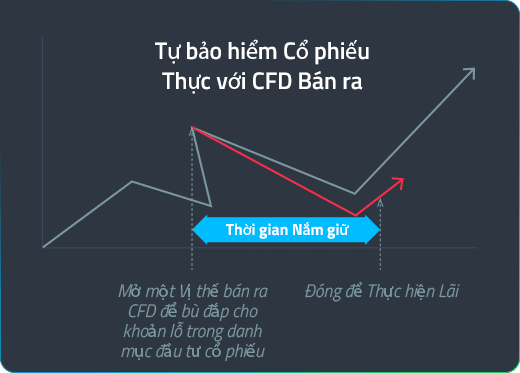 Tự bảo hiểm Cổ phiếu
Thực với CFD Bán ra
Thời gian Nắm giữ
Mở một Vị thế bán ra
CFD để bù đắp cho
khoản lỗ trong danh
mục đầu tư cổ phiếu
Đóng để Thực hiện Lãi